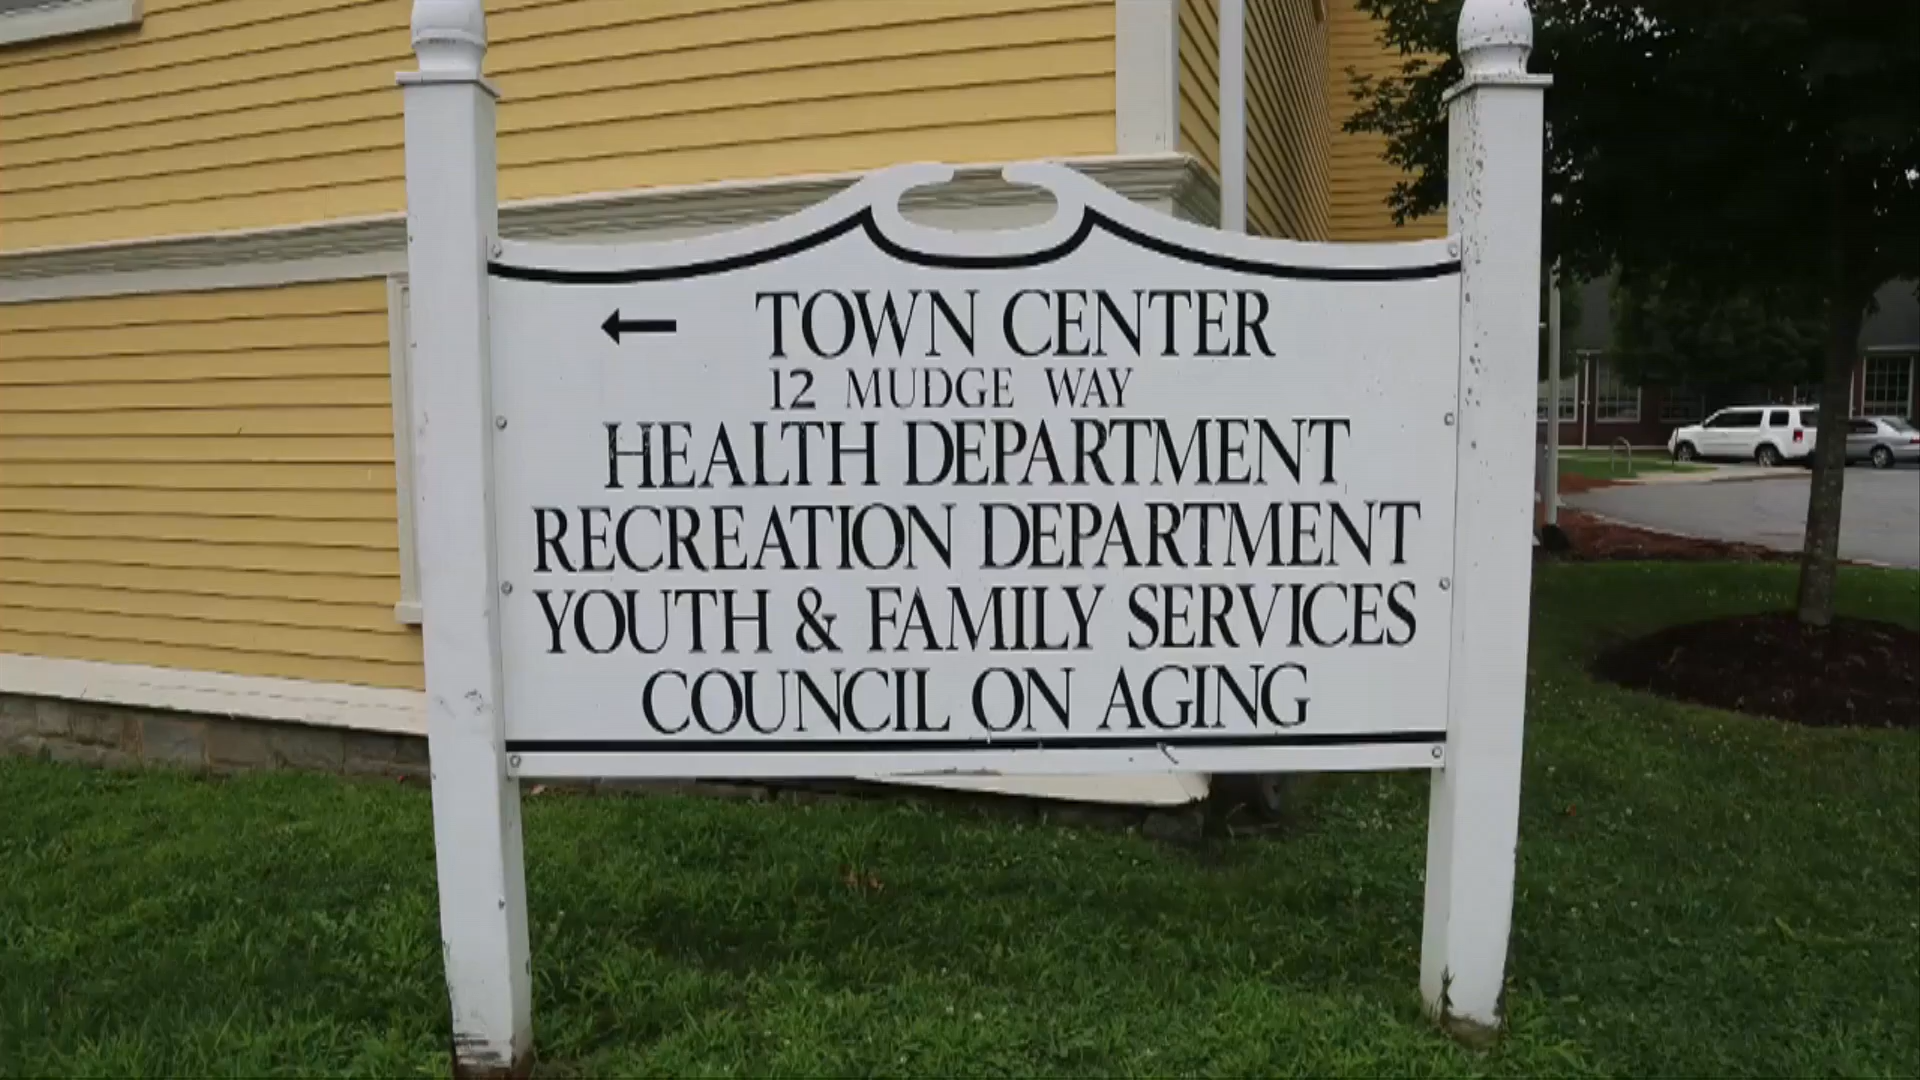 ← TOWN CENTER
12 MUDGE WAY
HEALTH DEPARTMENT
RECREATION DEPARTMENT
YOUTH & FAMILY SERVICES
COUNCIL ON AGING